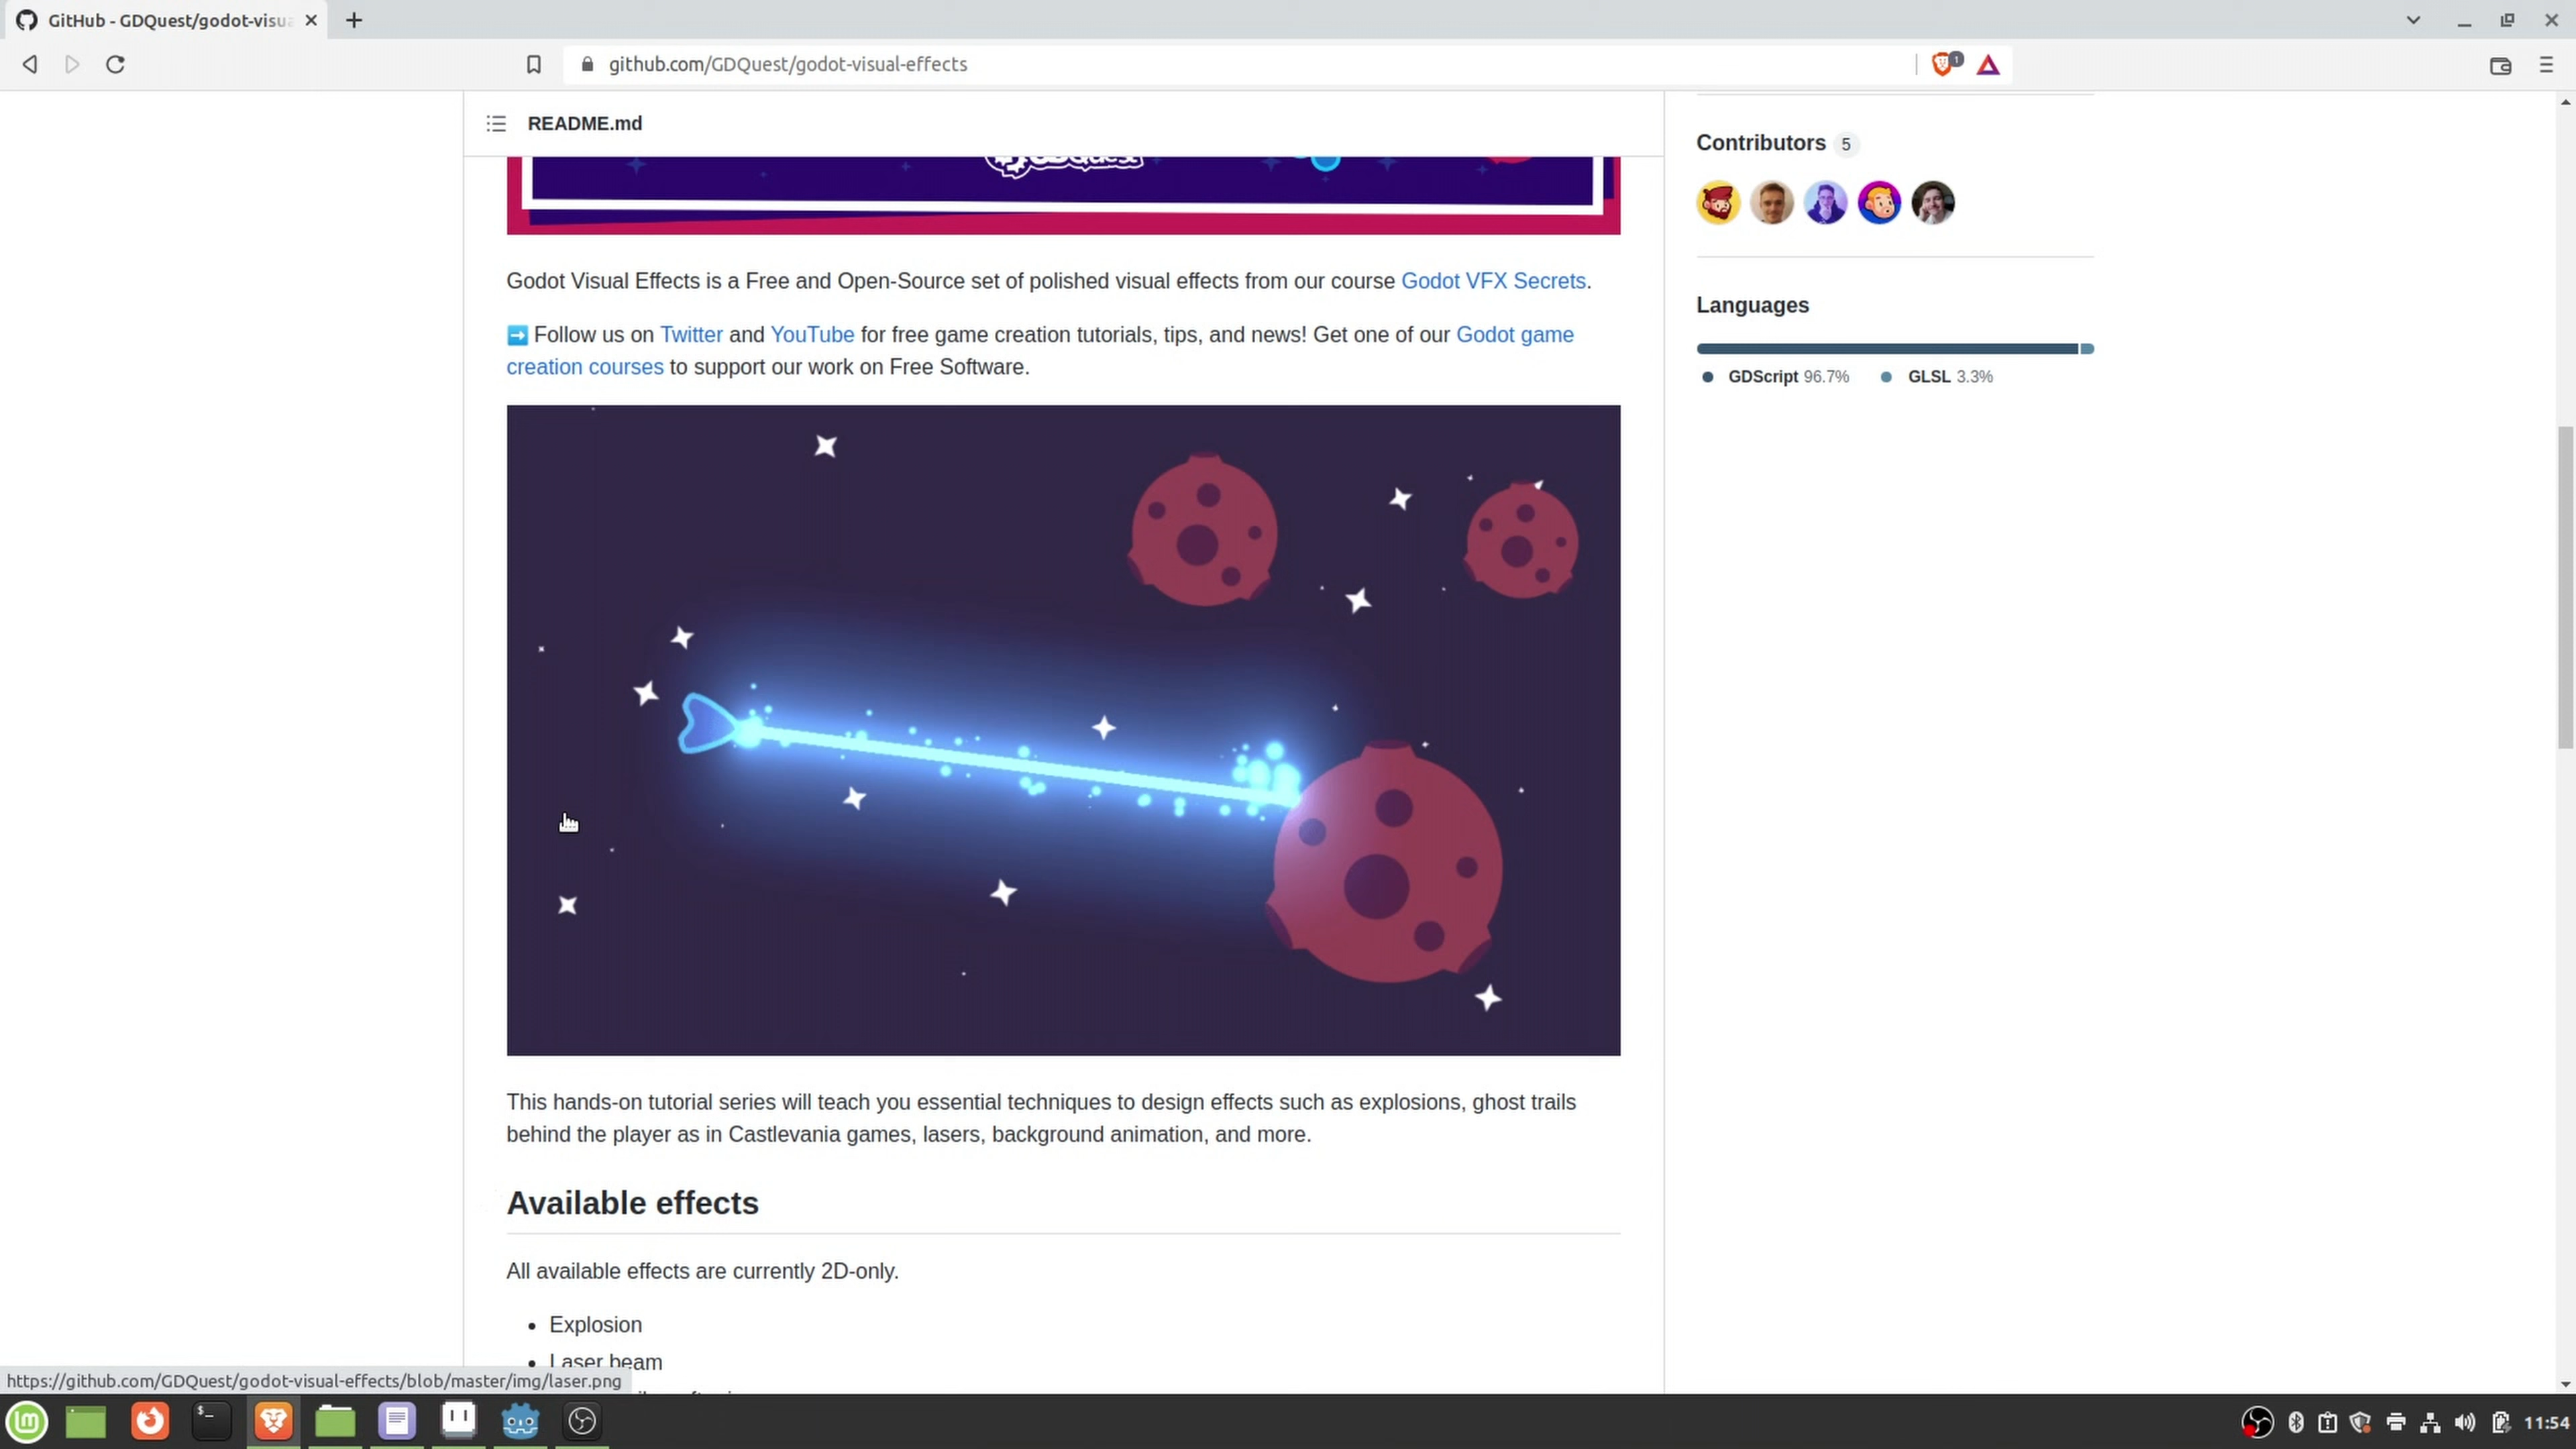 GitHub - GDQuest/godot-visua
github.com/GDQuest/godot-visual-effects
1
README.md
Godot Visual Effects is a Free and Open-Source set of polished visual effects from our course Godot VFX Secrets.
Follow us on Twitter and YouTube for free game creation tutorials, tips, and news! Get one of our Godot game
creation courses to support our work on Free Software.
This hands-on tutorial series will teach you essential techniques to design effects such as explosions, ghost trails
behind the player as in Castlevania games, lasers, background animation, and more.
Available effects
All available effects are currently 2D-only.
• Explosion
• Laser beam
Contributors 5
Languages
GDScript 96.7% GLSL 3.3%
https://github.com/GDQuest/godot-visual-effects/blob/master/img/laser.png
11:54